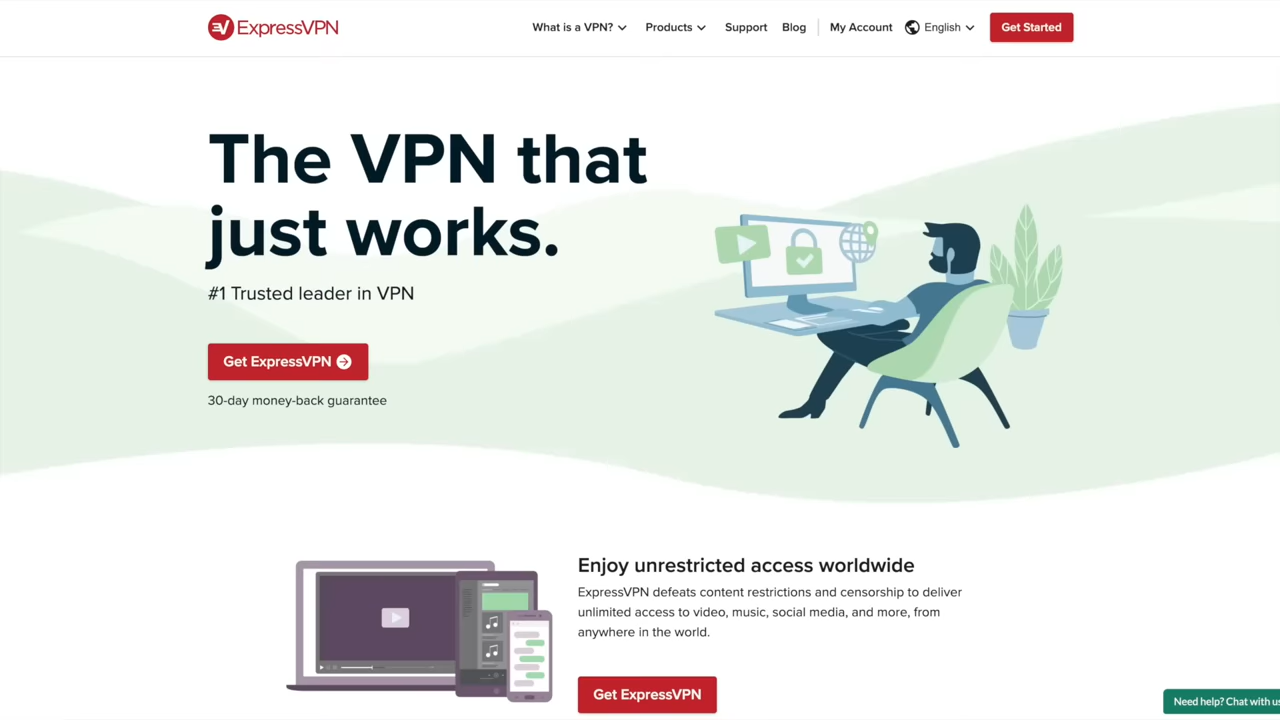 ExpressVPN
What is a VPN?
Products
Support
Blog
My Account
English
Get Started
The VPN that
just works.
#1 Trusted leader in VPN
Get ExpressVPN
30-day money-back guarantee
Enjoy unrestricted access worldwide
ExpressVPN defeats content restrictions and censorship to deliver
unlimited access to video, music, social media, and more, from
anywhere in the world.
Get ExpressVPN
Need help? Chat with us